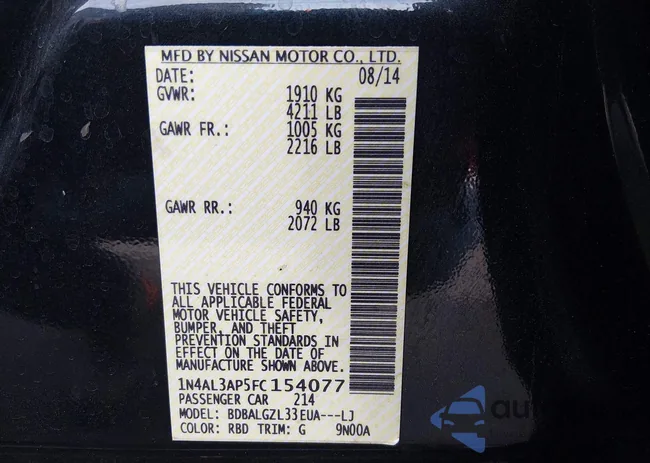 MFD BY NISSAN MOTOR CO., LTD.
DATE: 08/14
GVWR: 1910 KG
4211 LB
GAWR FR.: 1005 KG
2216 LB
GAWR RR.: 940 KG
2072 LB
THIS VEHICLE CONFORMS TO
ALL APPLICABLE FEDERAL
MOTOR VEHICLE SAFETY,
BUMPER, AND THEFT
PREVENTION STANDARDS IN
EFFECT ON THE DATE OF
MANUFACTURE SHOWN ABOVE.
1N4AL3AP5FC154077
PASSENGER CAR 214
MODEL: BDBALGZL33EUA---LJ
COLOR: RBD TRIM: G 9N00A